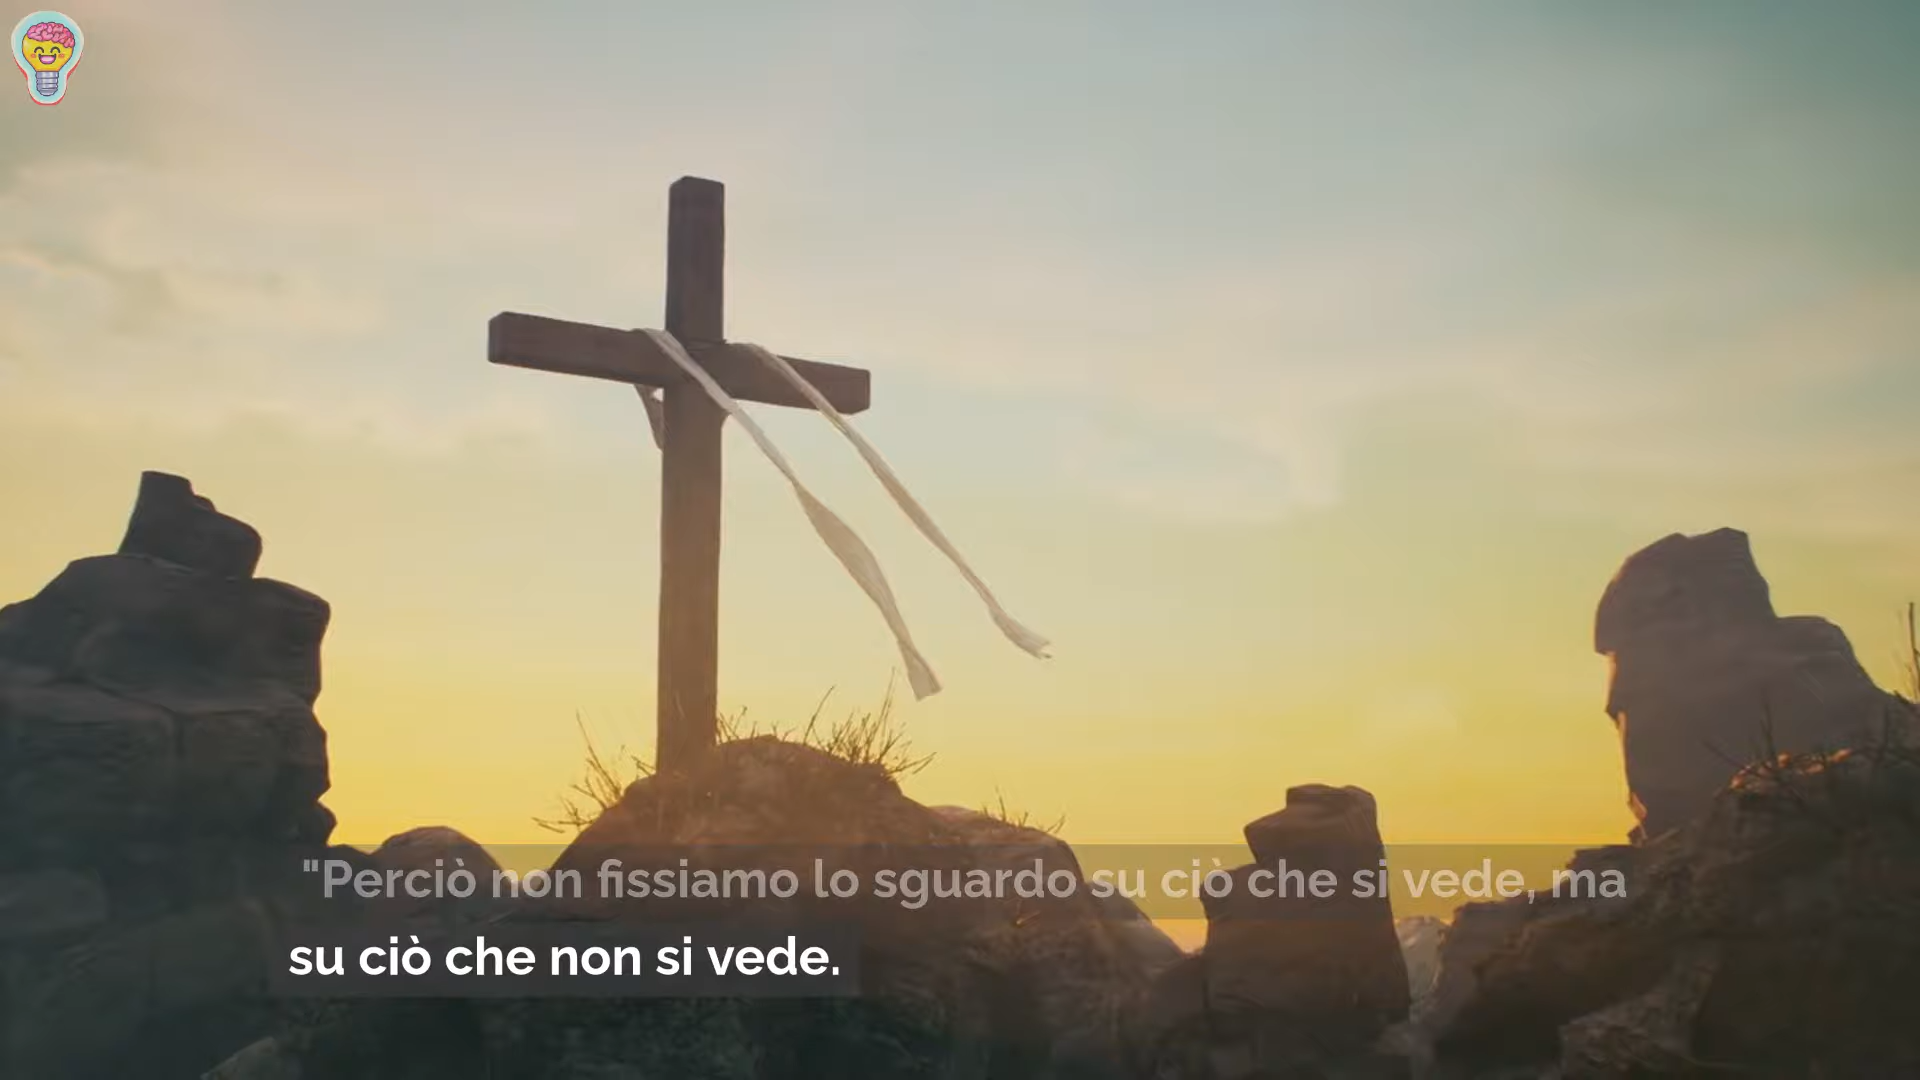 "Perciò non fissiamo lo sguardo su ciò che si vede, ma
su ciò che non si vede.